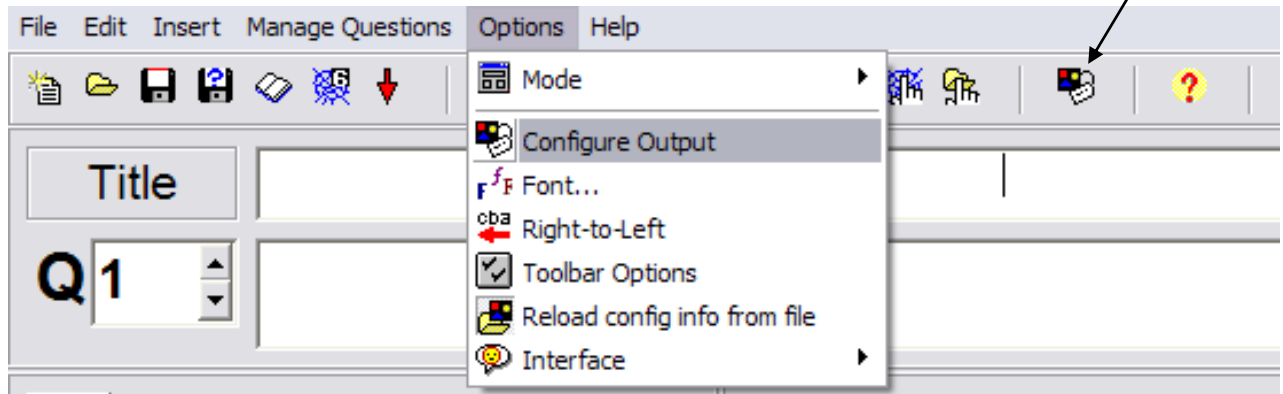 File Edit Insert Manage Questions Options Help
Mode
Configure Output
Title
Font...
Right-to-Left
Q 1
Toolbar Options
Reload config info from file
Interface